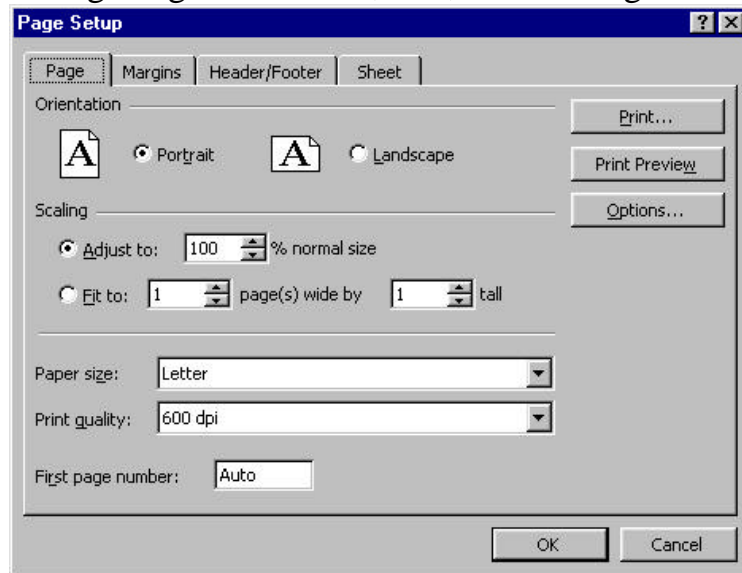 Page Setup
Page Margins Header/Footer Sheet
Orientation
Print...
A Portrait A Landscape
Print Preview
Scaling
Options...
Adjust to: 100 % normal size
Fit to: 1 page(s) wide by 1 tall
Paper size: Letter
Print quality: 600 dpi
First page number: Auto
OK Cancel